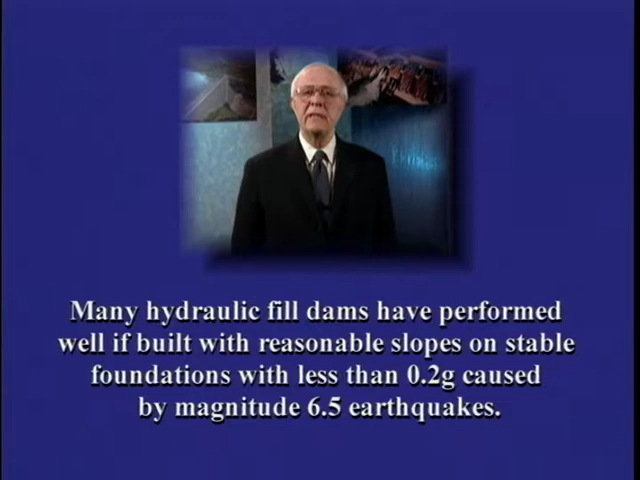 Many hydraulic fill dams have performed
well if built with reasonable slopes on stable
foundations with less than 0.2g caused
by magnitude 6.5 earthquakes.